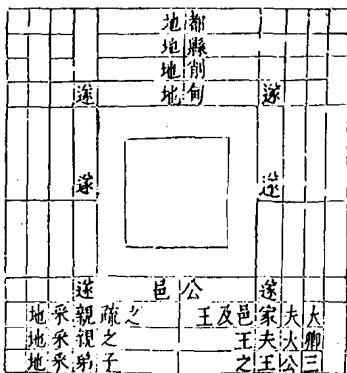 都地
縣地
削地
甸地
遂 遂
遂 遂
遂 公邑 遂
大夫家邑及王之疏親采地
卿大夫王之視采地
三公王之子弟采地